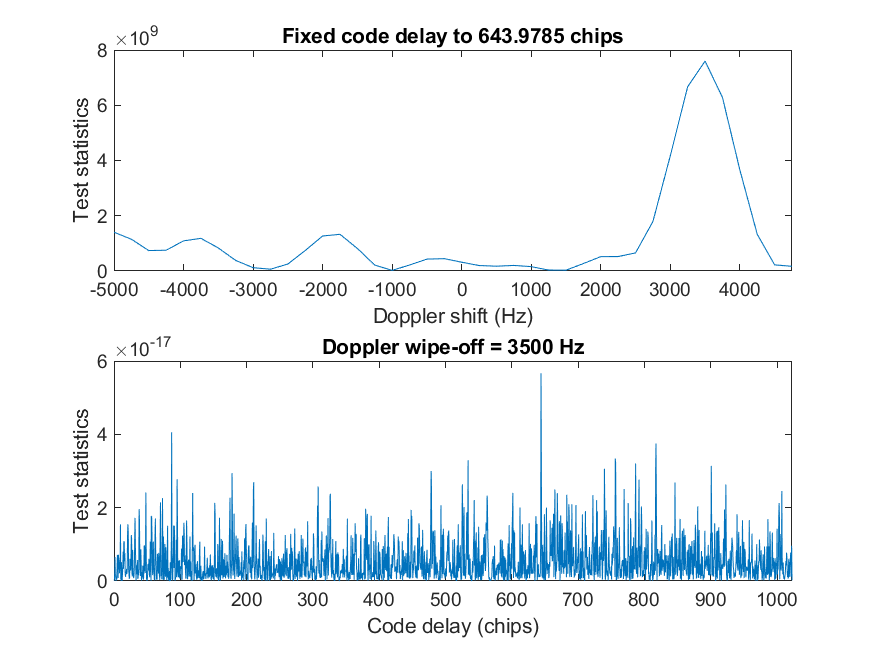 Fixed code delay to 643.9785 chips
×10^9
8
6
4
2
0
Test statistics
-5000 -4000 -3000 -2000 -1000 0 1000 2000 3000 4000
Doppler shift (Hz)
Doppler wipe-off = 3500 Hz
×10^-17
6
4
2
0
Test statistics
0 100 200 300 400 500 600 700 800 900 1000
Code delay (chips)